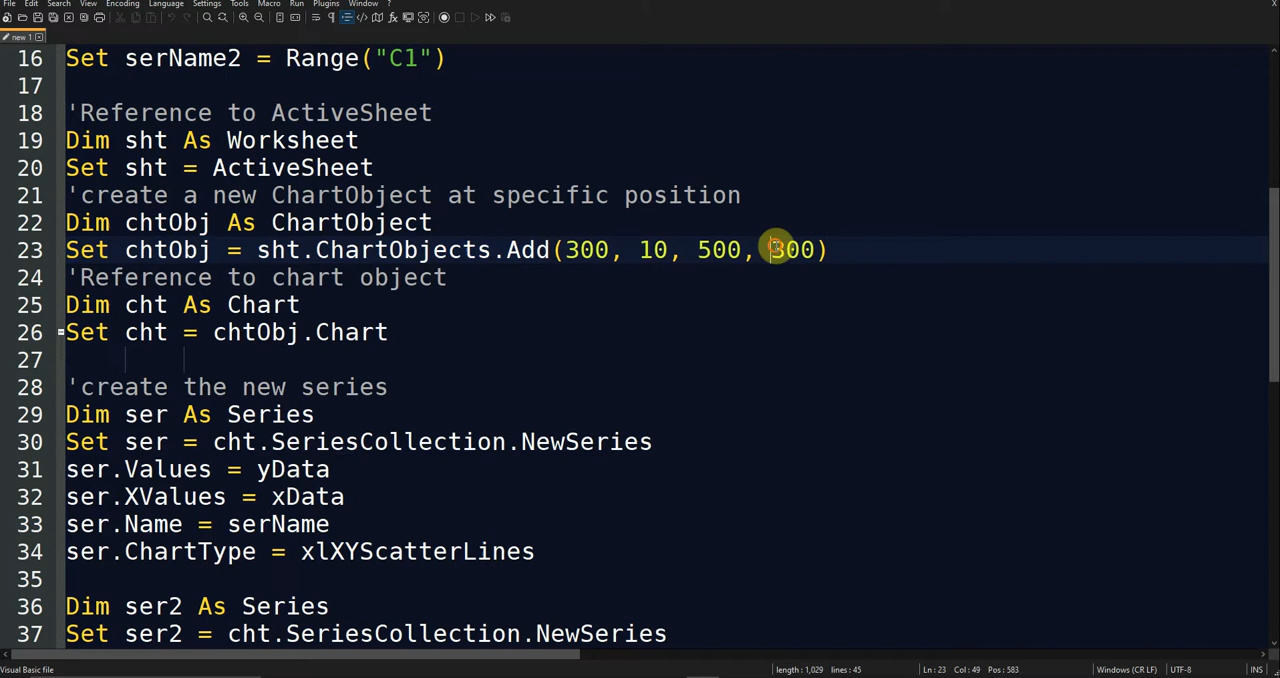 File Edit Search View Encoding Language Settings Tools Macro Run Plugins Window ? X
new 1
16 Set serName2 = Range("C1")
17
18 'Reference to ActiveSheet
19 Dim sht As Worksheet
20 Set sht = ActiveSheet
21 'create a new ChartObject at specific position
22 Dim chtObj As ChartObject
23 Set chtObj = sht.ChartObjects.Add(300, 10, 500, 300)
24 'Reference to chart object
25 Dim cht As Chart
26 Set cht = chtObj.Chart
27
28 'create the new series
29 Dim ser As Series
30 Set ser = cht.SeriesCollection.NewSeries
31 ser.Values = yData
32 ser.XValues = xData
33 ser.Name = serName
34 ser.ChartType = xlXYScatterLines
35
36 Dim ser2 As Series
37 Set ser2 = cht.SeriesCollection.NewSeries
Visual Basic file length : 1,029 lines : 45 Ln : 23 Col : 49 Pos : 583 Windows (CR LF) UTF-8 INS